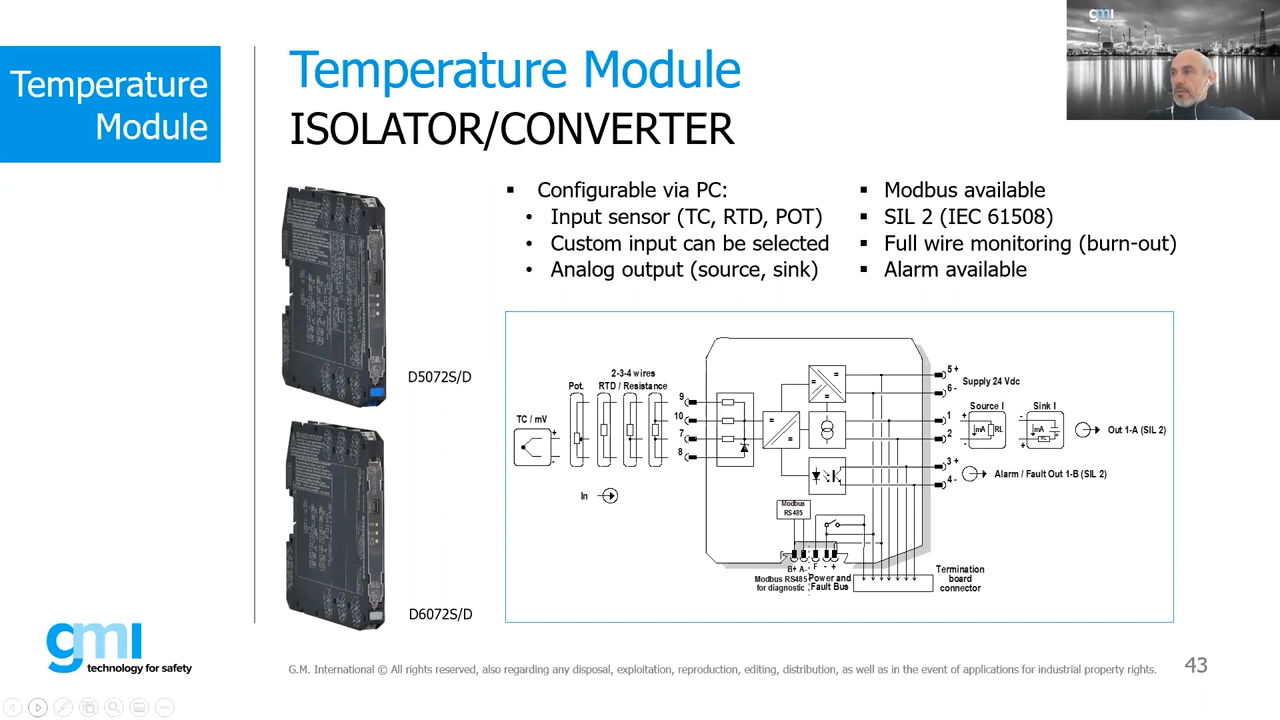 gmi
Temperature
Module
Temperature Module
ISOLATOR/CONVERTER
Configurable via PC:
Input sensor (TC, RTD, POT)
Custom input can be selected
Analog output (source, sink)
Modbus available
SIL 2 (IEC 61508)
Full wire monitoring (burn-out)
Alarm available
D5072S/D
D6072S/D
TC / mV
+
-
Pot.
2-3-4 wires
RTD / Resistance
In
9
10
7
8
=
=
=
=
Modbus
RS485
B+ A- F - +
Modbus RS485
for diagnostic
Power and
Fault Bus
5 +
6 -
Supply 24 Vdc
1
2
Source I
+
mA RL
-
Sink I
-
mA
RL
+
Out 1-A (SIL 2)
3 +
4 -
Alarm / Fault Out 1-B (SIL 2)
Termination
board
connector
gmi
technology for safety
G.M. International © All rights reserved, also regarding any disposal, exploitation, reproduction, editing, distribution, as well as in the event of applications for industrial property rights.
43